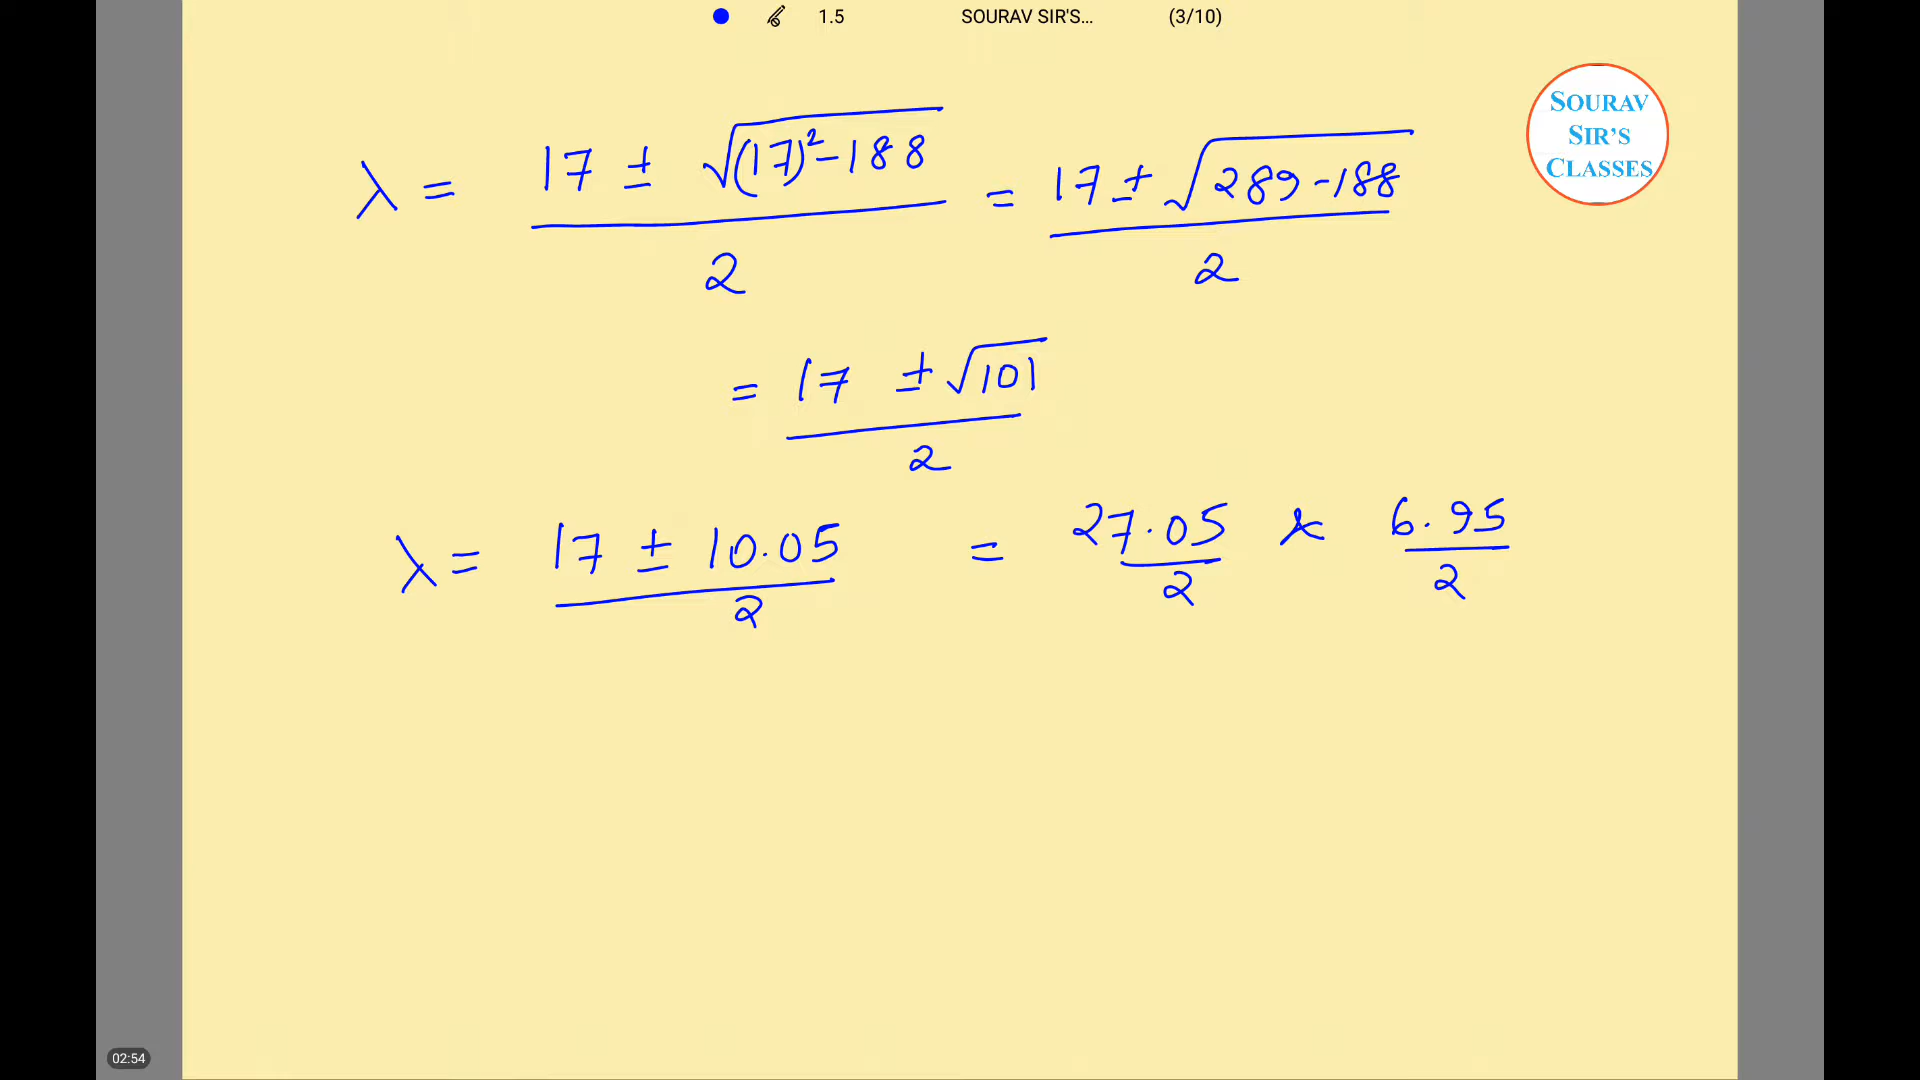 1.5 SOURAV SIR'S... (3/10)
SOURAV
SIR'S
CLASSES
λ = (17 ± √((17)² - 188)) / 2 = (17 ± √(289 - 188)) / 2
= (17 ± √101) / 2
λ = (17 ± 10.05) / 2 = 27.05 / 2 & 6.95 / 2
02:54